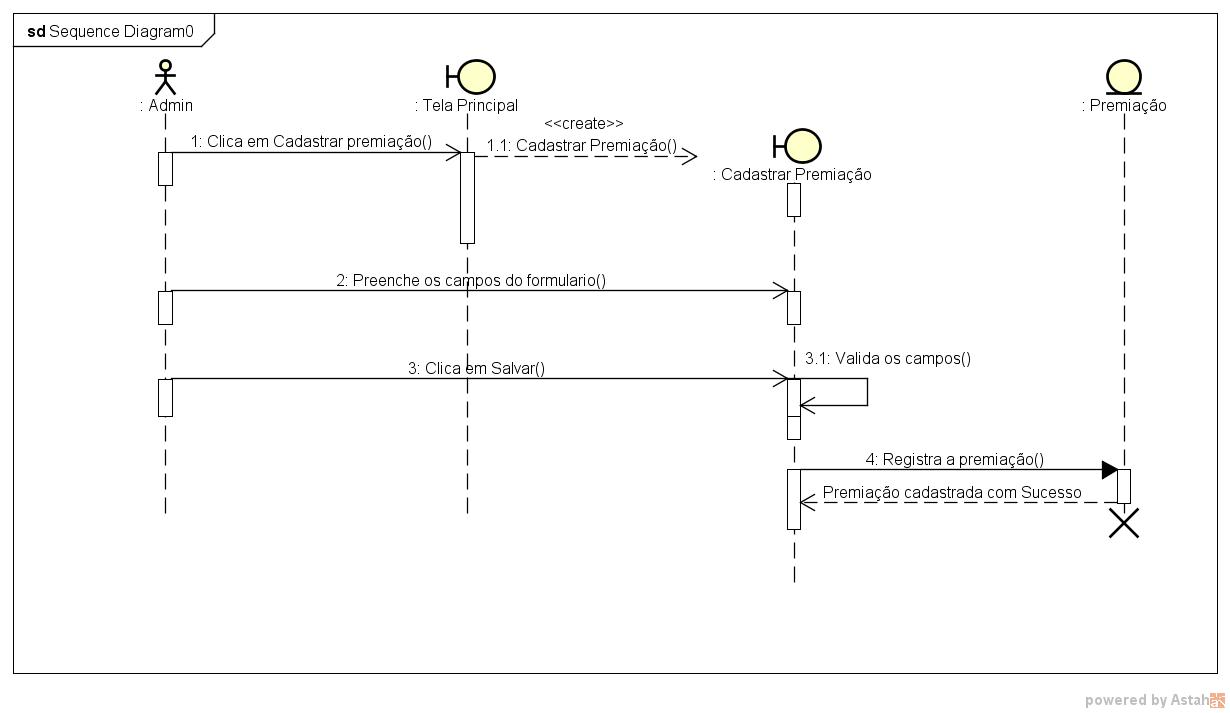 sd Sequence Diagram0
: Admin
: Tela Principal
: Premiação
<<create>>
1: Clica em Cadastrar premiação()
1.1: Cadastrar Premiação()
: Cadastrar Premiação
2: Preenche os campos do formulario()
3: Clica em Salvar()
3.1: Valida os campos()
4: Registra a premiação()
Premiação cadastrada com Sucesso
powered by Astah